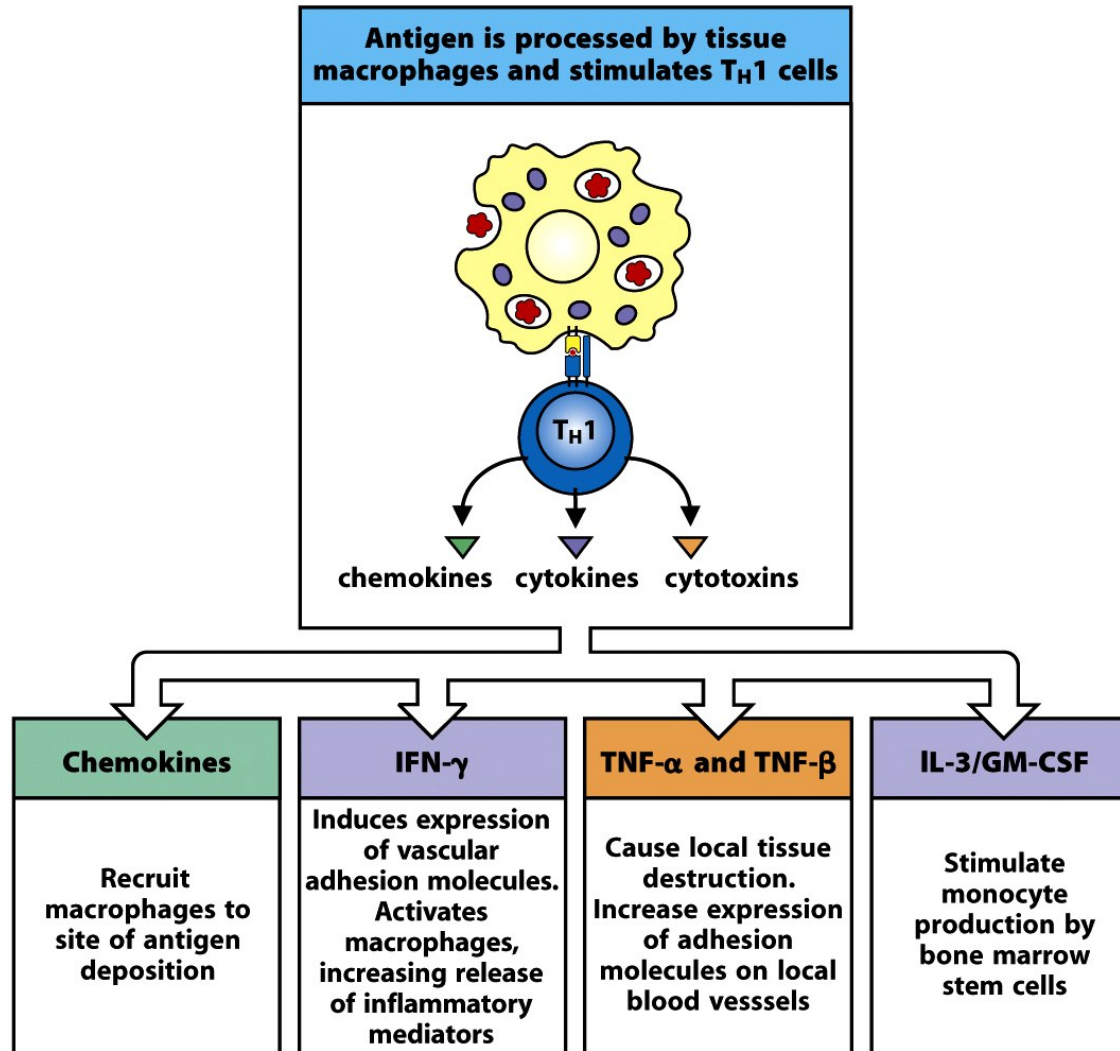 Antigen is processed by tissue
macrophages and stimulates TH1 cells
TH1
chemokines cytokines cytotoxins
Chemokines
Recruit
macrophages to
site of antigen
deposition
IFN-γ
Induces expression
of vascular
adhesion molecules.
Activates
macrophages,
increasing release
of inflammatory
mediators
TNF-α and TNF-β
Cause local tissue
destruction.
Increase expression
of adhesion
molecules on local
blood vesssels
IL-3/GM-CSF
Stimulate
monocyte
production by
bone marrow
stem cells